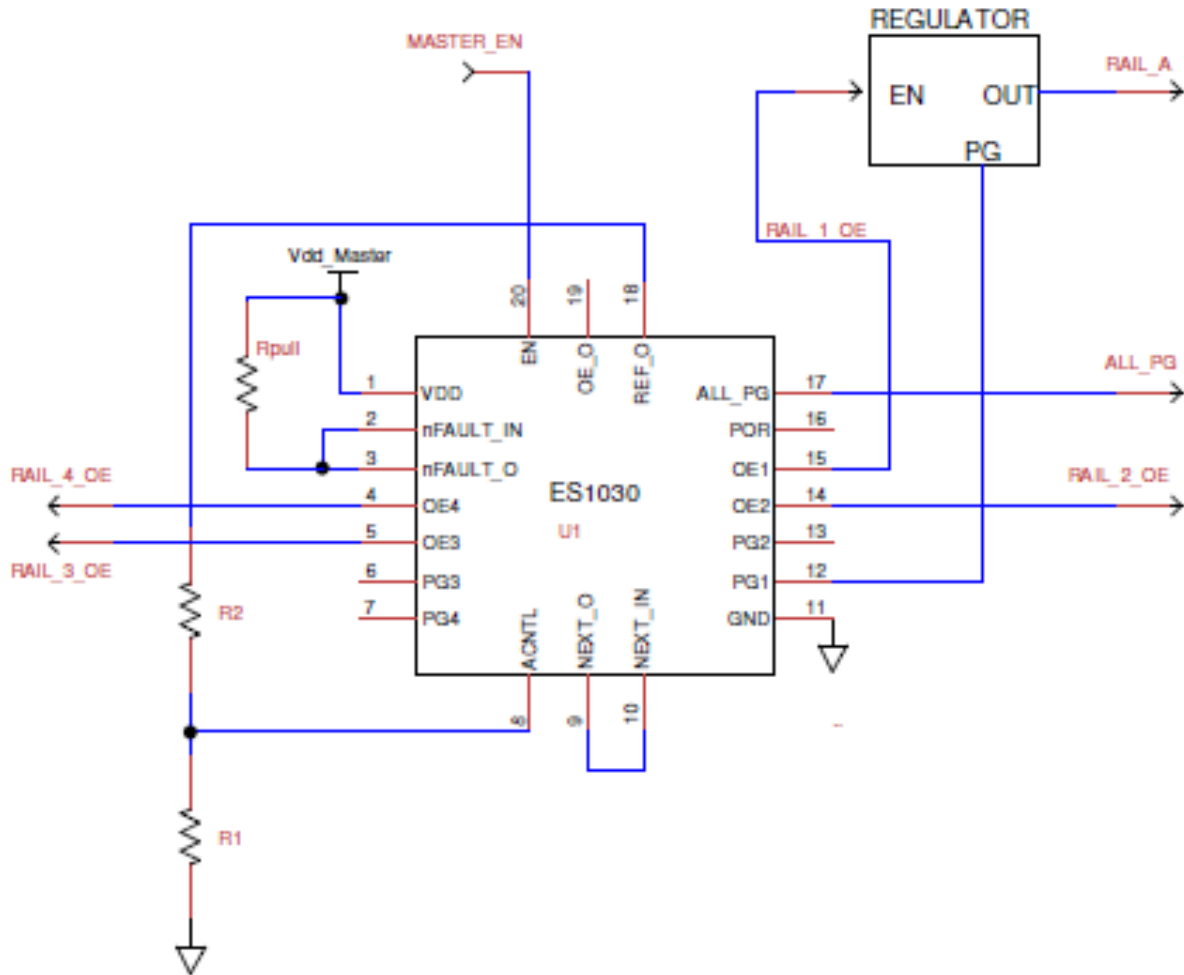 REGULATOR
MASTER_EN
RAIL_A
EN
OUT
PG
RAIL_1_OE
Vdd_Master
20
19
18
Rpull
EN
OE_O
REF_O
ALL_PG
1
VDD
ALL_PG
17
2
nFAULT_IN
POR
16
3
nFAULT_O
OE1
15
RAIL_4_OE
RAIL_2_OE
4
OE4
ES1030
OE2
14
5
OE3
U1
PG2
13
RAIL_3_OE
6
PG3
PG1
12
7
PG4
GND
11
R2
ACNTL
NEXT_O
NEXT_IN
8
9
10
R1